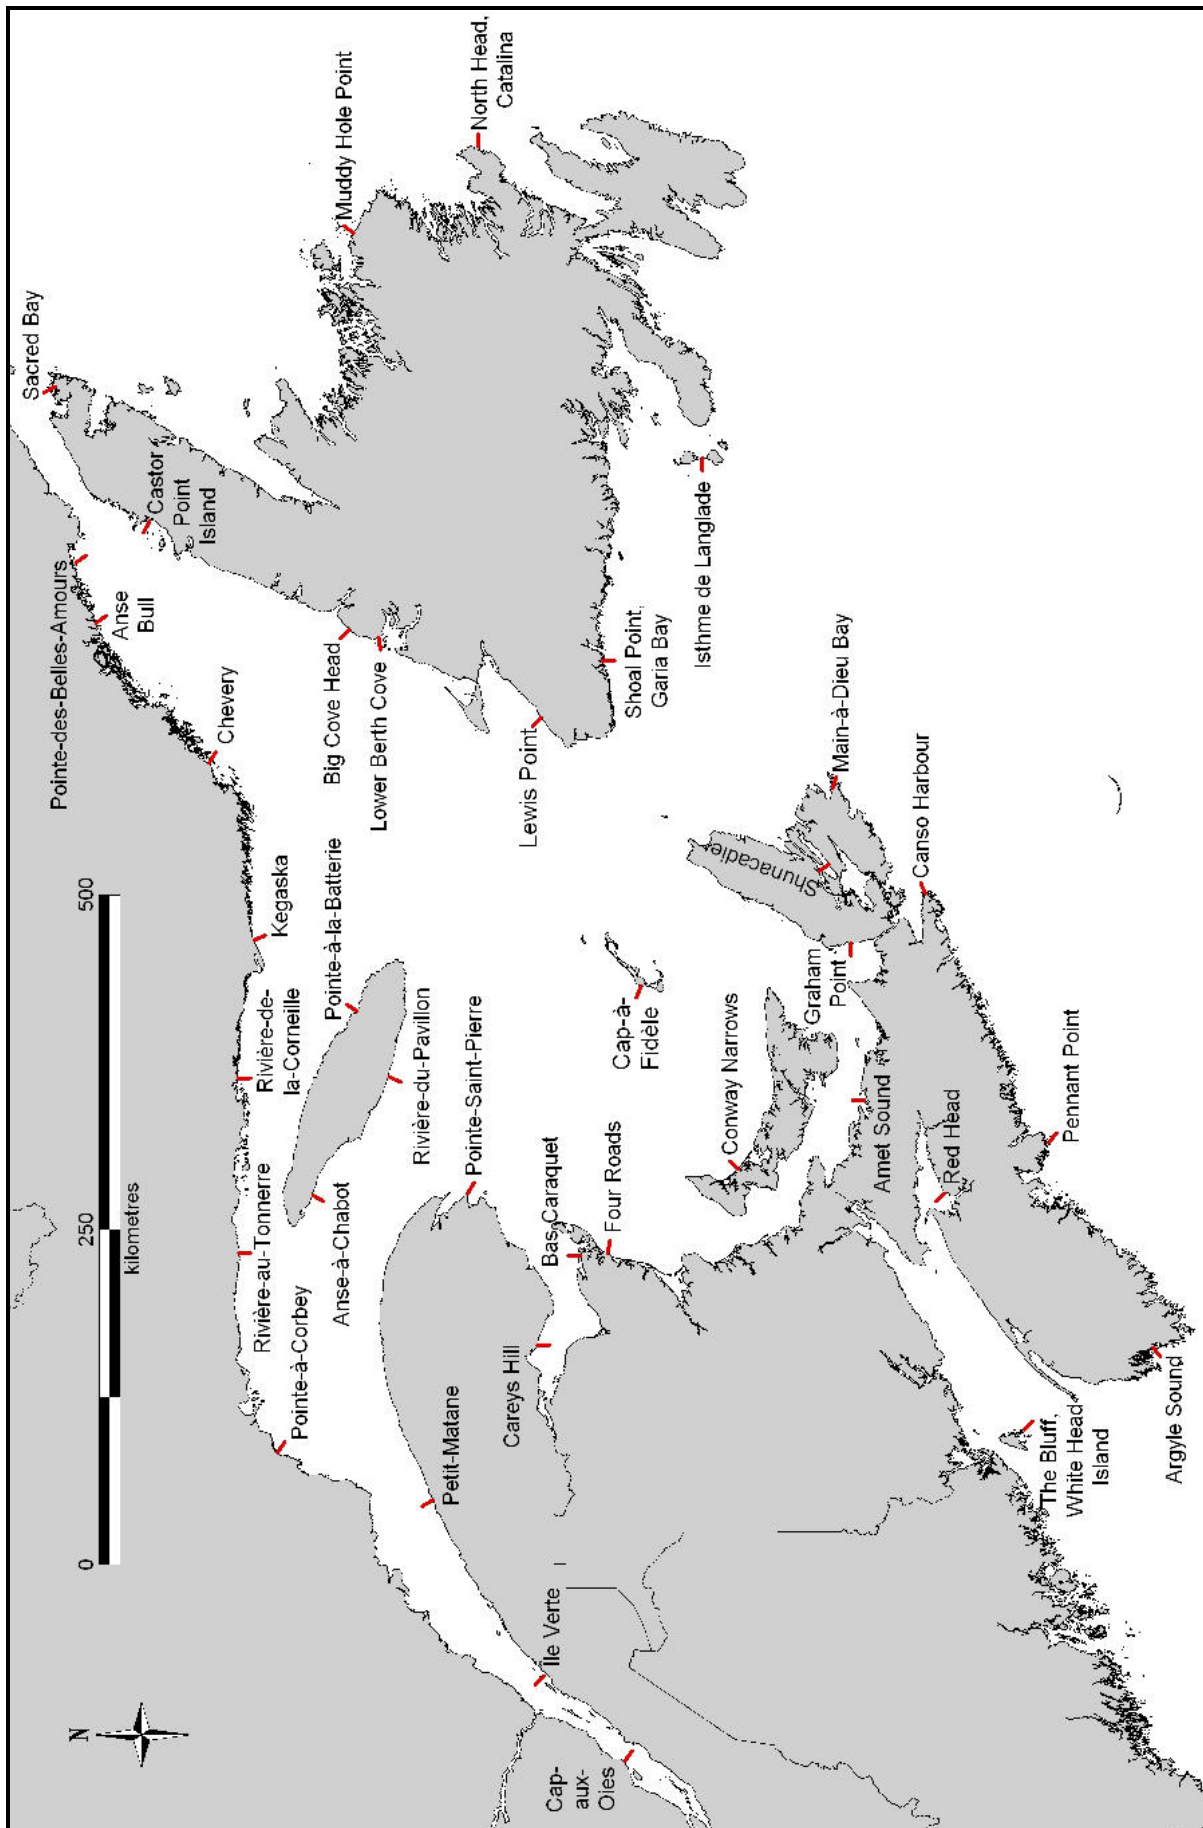 Sacred Bay
Pointe-des-Belles-Amours
Anse
Bull
Castor
Point
Island
Muddy Hole Point
North Head,
Catalina
Chevery
Big Cove Head
Lower Berth Cove
Kegaska
Rivière-de-
la-Corneille
Rivière-au-Tonnerre
Pointe-à-Corbey
Pointe-à-la-Batterie
Rivière-du-Pavillon
Anse-à-Chabot
Pointe-Saint-Pierre
Petit-Matane
Lewis Point
Shoal Point,
Garia Bay
Isthme de Langlade
Bas Caraquet
Four Roads
Careys Hill
Cap-à-
Fidèle
Île Verte
Cap-
aux-
Oies
Conway Narrows
Shunacadie
Main-à-Dieu Bay
Graham
Point
Canso Harbour
Amet Sound
Red Head
Pennant Point
The Bluff,
White Head
Island
Argyle Sound
N
0
250
500
kilometres